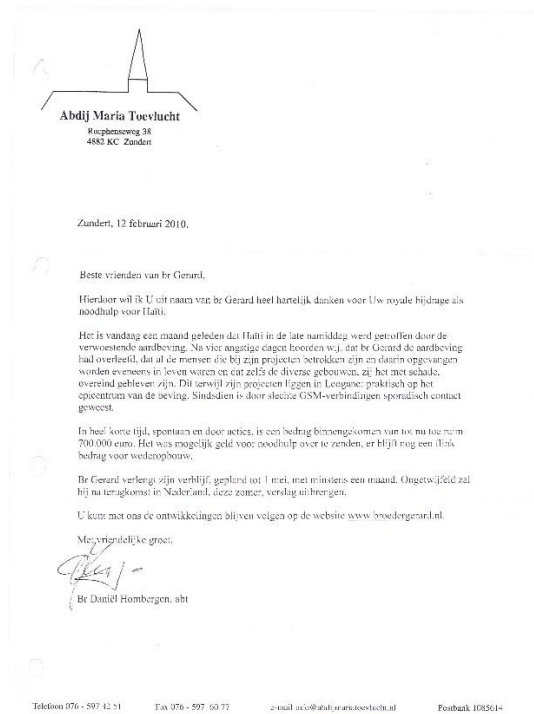 Abdij Maria Toevlucht
Rucphenseweg 38
4882 KC Zundert
Zundert, 12 februari 2010.
Beste vrienden van br Gerard,
Hierdoor wil ik U uit naam van br Gerard heel hartelijk danken voor Uw royale bijdrage als
noodhulp voor Haïti.
Het is vandaag een maand geleden dat Haïti in de late namiddag werd getroffen door de
verwoestende aardbeving. Na vier angstige dagen hoorden wij, dat br Gerard de aardbeving
had overleefd, dat al de mensen die bij zijn projecten betrokken zijn en daarin opgevangen
worden eveneens in leven waren en dat zelfs de diverse gebouwen, zij het met schade,
overeind gebleven zijn. Dit terwijl zijn projecten liggen in Leogane: praktisch op het
epicentrum van de beving. Sindsdien is door slechte GSM-verbindingen sporadisch contact
geweest.
In heel korte tijd, spontaan en door acties, is een bedrag binnengekomen van tot nu toe ruim
700.000 euro. Het was mogelijk geld voor noodhulp over te zenden, er blijft nog een flink
bedrag voor wederopbouw.
Br Gerard verlengt zijn verblijf, gepland tot 1 mei, met minstens een maand. Ongetwijfeld zal
hij na terugkomst in Nederland, deze zomer, verslag uitbrengen.
U kunt met ons de ontwikkelingen blijven volgen op de website www.broedergerard.nl.
Met vriendelijke groet,
Br Daniël Hombergen, abt
Telefoon 076 - 597 42 51 Fax 076 - 597 60 77 e-mail info@abdijmariatoevlucht.nl Postbank 1085614